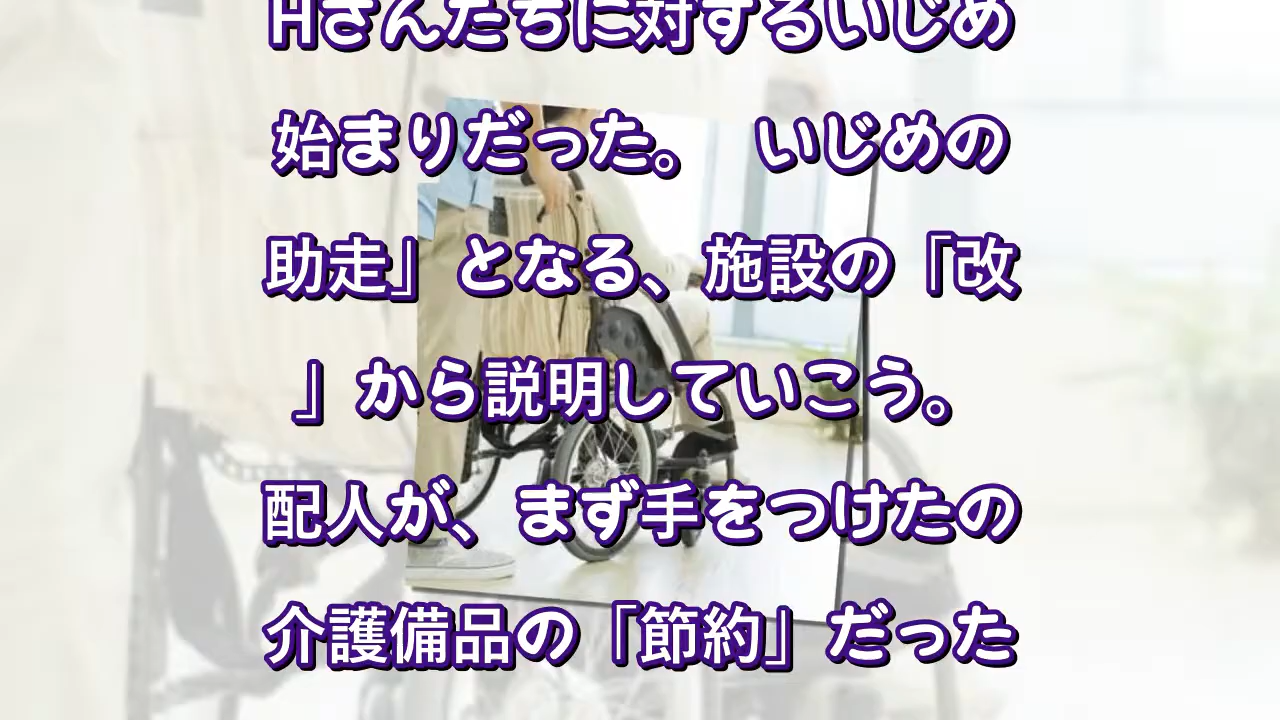 Hさんたちに対するいじめ
始まりだった。　いじめの
助走」となる、施設の「改
」から説明していこう。
配人が、まず手をつけたの
介護備品の「節約」だった